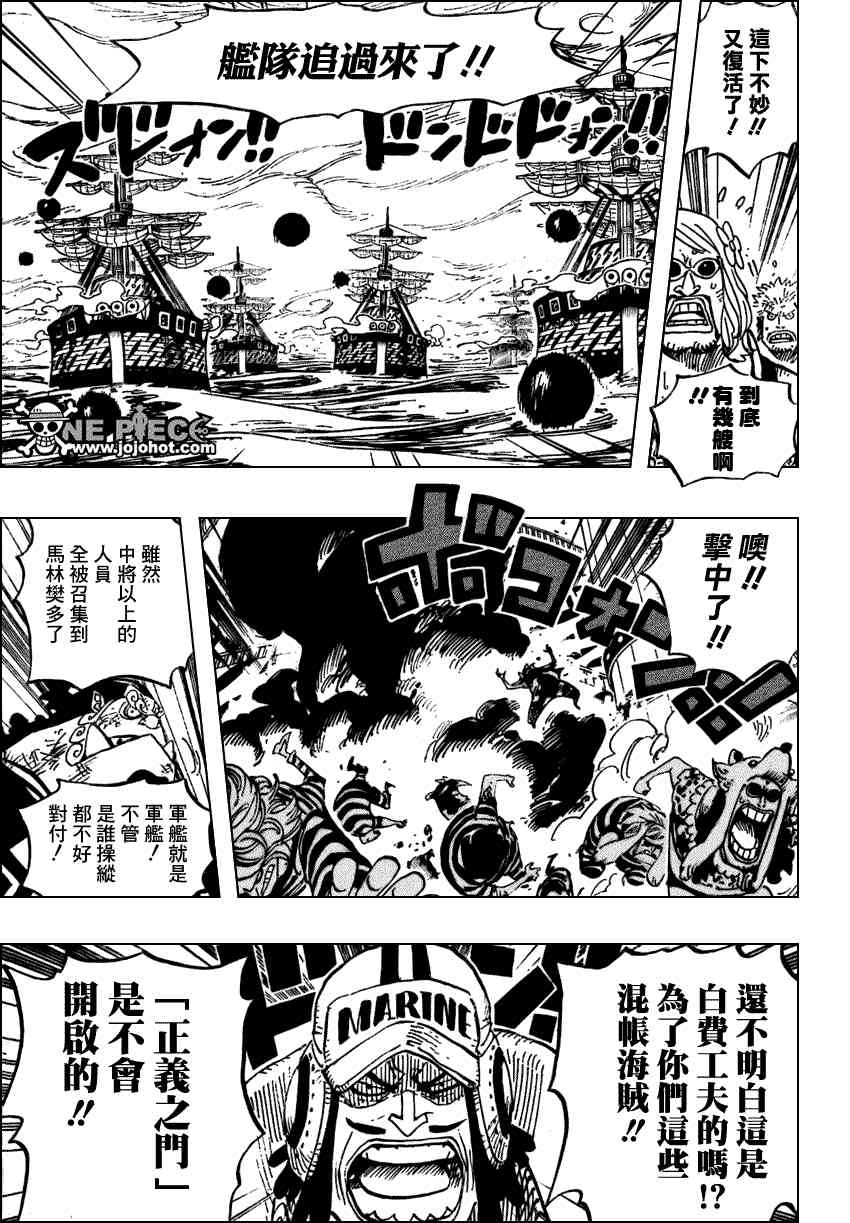 這下不妙!!
又復活了!
艦隊追過來了!!
ドンドドォン!!
ズドォン!!
到底
有幾艘啊
!!
ONE PIECE
www.jojohot.com
噢!!
擊中了!!
ボゴォォン!!
雖然
中將以上的
人員
全被召集到
馬林樊多了
軍艦就是
軍艦!
不管
是誰操縱
都不好
對付!
MARINE
還不明白這是
白費工夫的嗎!?
為了你們這些
混帳海賊!!
「正義之門」
是不會
開啟的!!